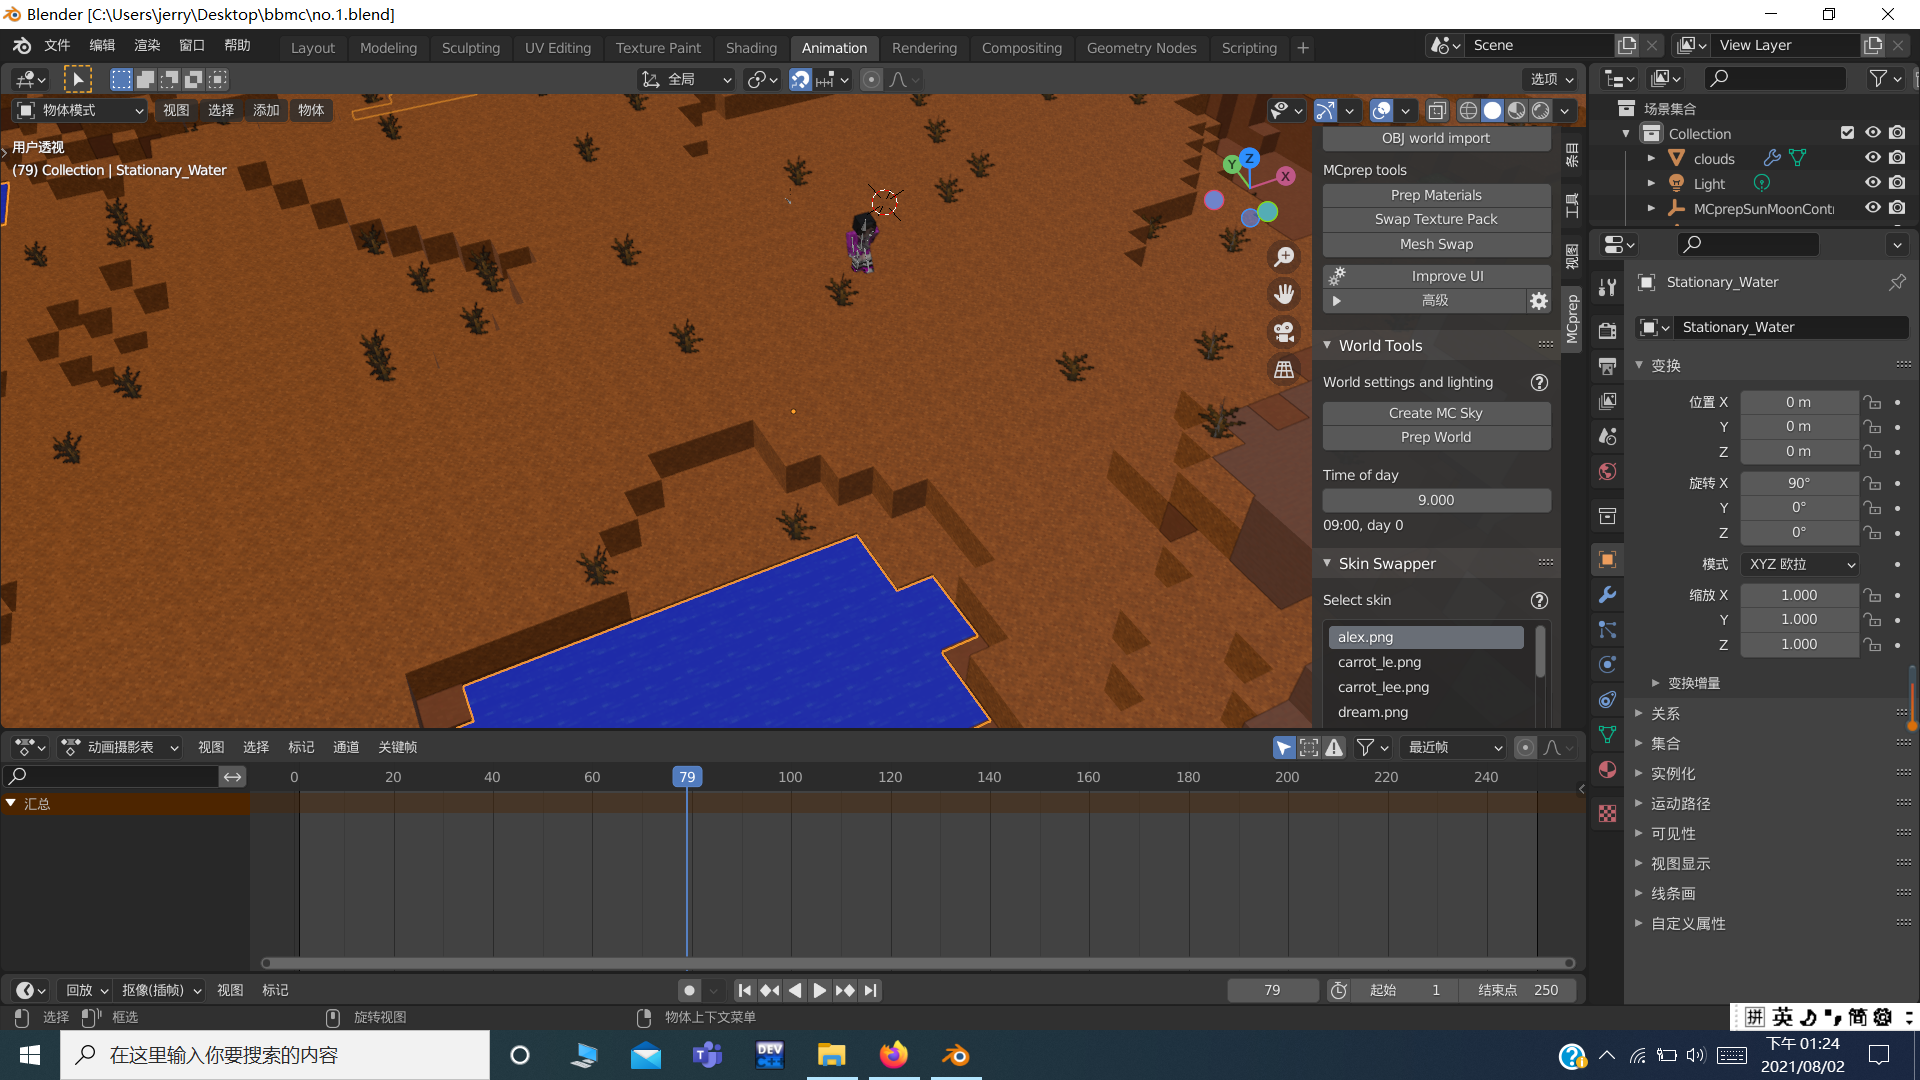 Blender [C:\Users\jerry\Desktop\bbmc\no.1.blend]
文件 编辑 渲染 窗口 帮助 Layout Modeling Sculpting UV Editing Texture Paint Shading Animation Rendering Compositing Geometry Nodes Scripting + Scene View Layer
全局 选项
物体模式 视图 选择 添加 物体
用户透视
(79) Collection | Stationary_Water
Y Z X
OBJ world import
MCprep tools
Prep Materials
Swap Texture Pack
Mesh Swap
Improve UI
高级
World Tools
World settings and lighting
Create MC Sky
Prep World
Time of day
9.000
09:00, day 0
Skin Swapper
Select skin
alex.png
carrot_le.png
carrot_lee.png
dream.png
条目
工具
视图
MCprep
场景集合
Collection
clouds
Light
MCprepSunMoonContr
Stationary_Water
Stationary_Water
变换
位置 X 0 m
Y 0 m
Z 0 m
旋转 X 90°
Y 0°
Z 0°
模式 XYZ 欧拉
缩放 X 1.000
Y 1.000
Z 1.000
变换增量
关系
集合
实例化
运动路径
可见性
视图显示
线条画
自定义属性
动画摄影表 视图 选择 标记 通道 关键帧 最近帧
0 20 40 60 79 100 120 140 160 180 200 220 240
汇总
回放 抠像(插帧) 视图 标记 79 起始 1 结束点 250
选择 框选 旋转视图 物体上下文菜单
拼 英 简
在这里输入你要搜索的内容
DEV C++
下午 01:24
2021/08/02